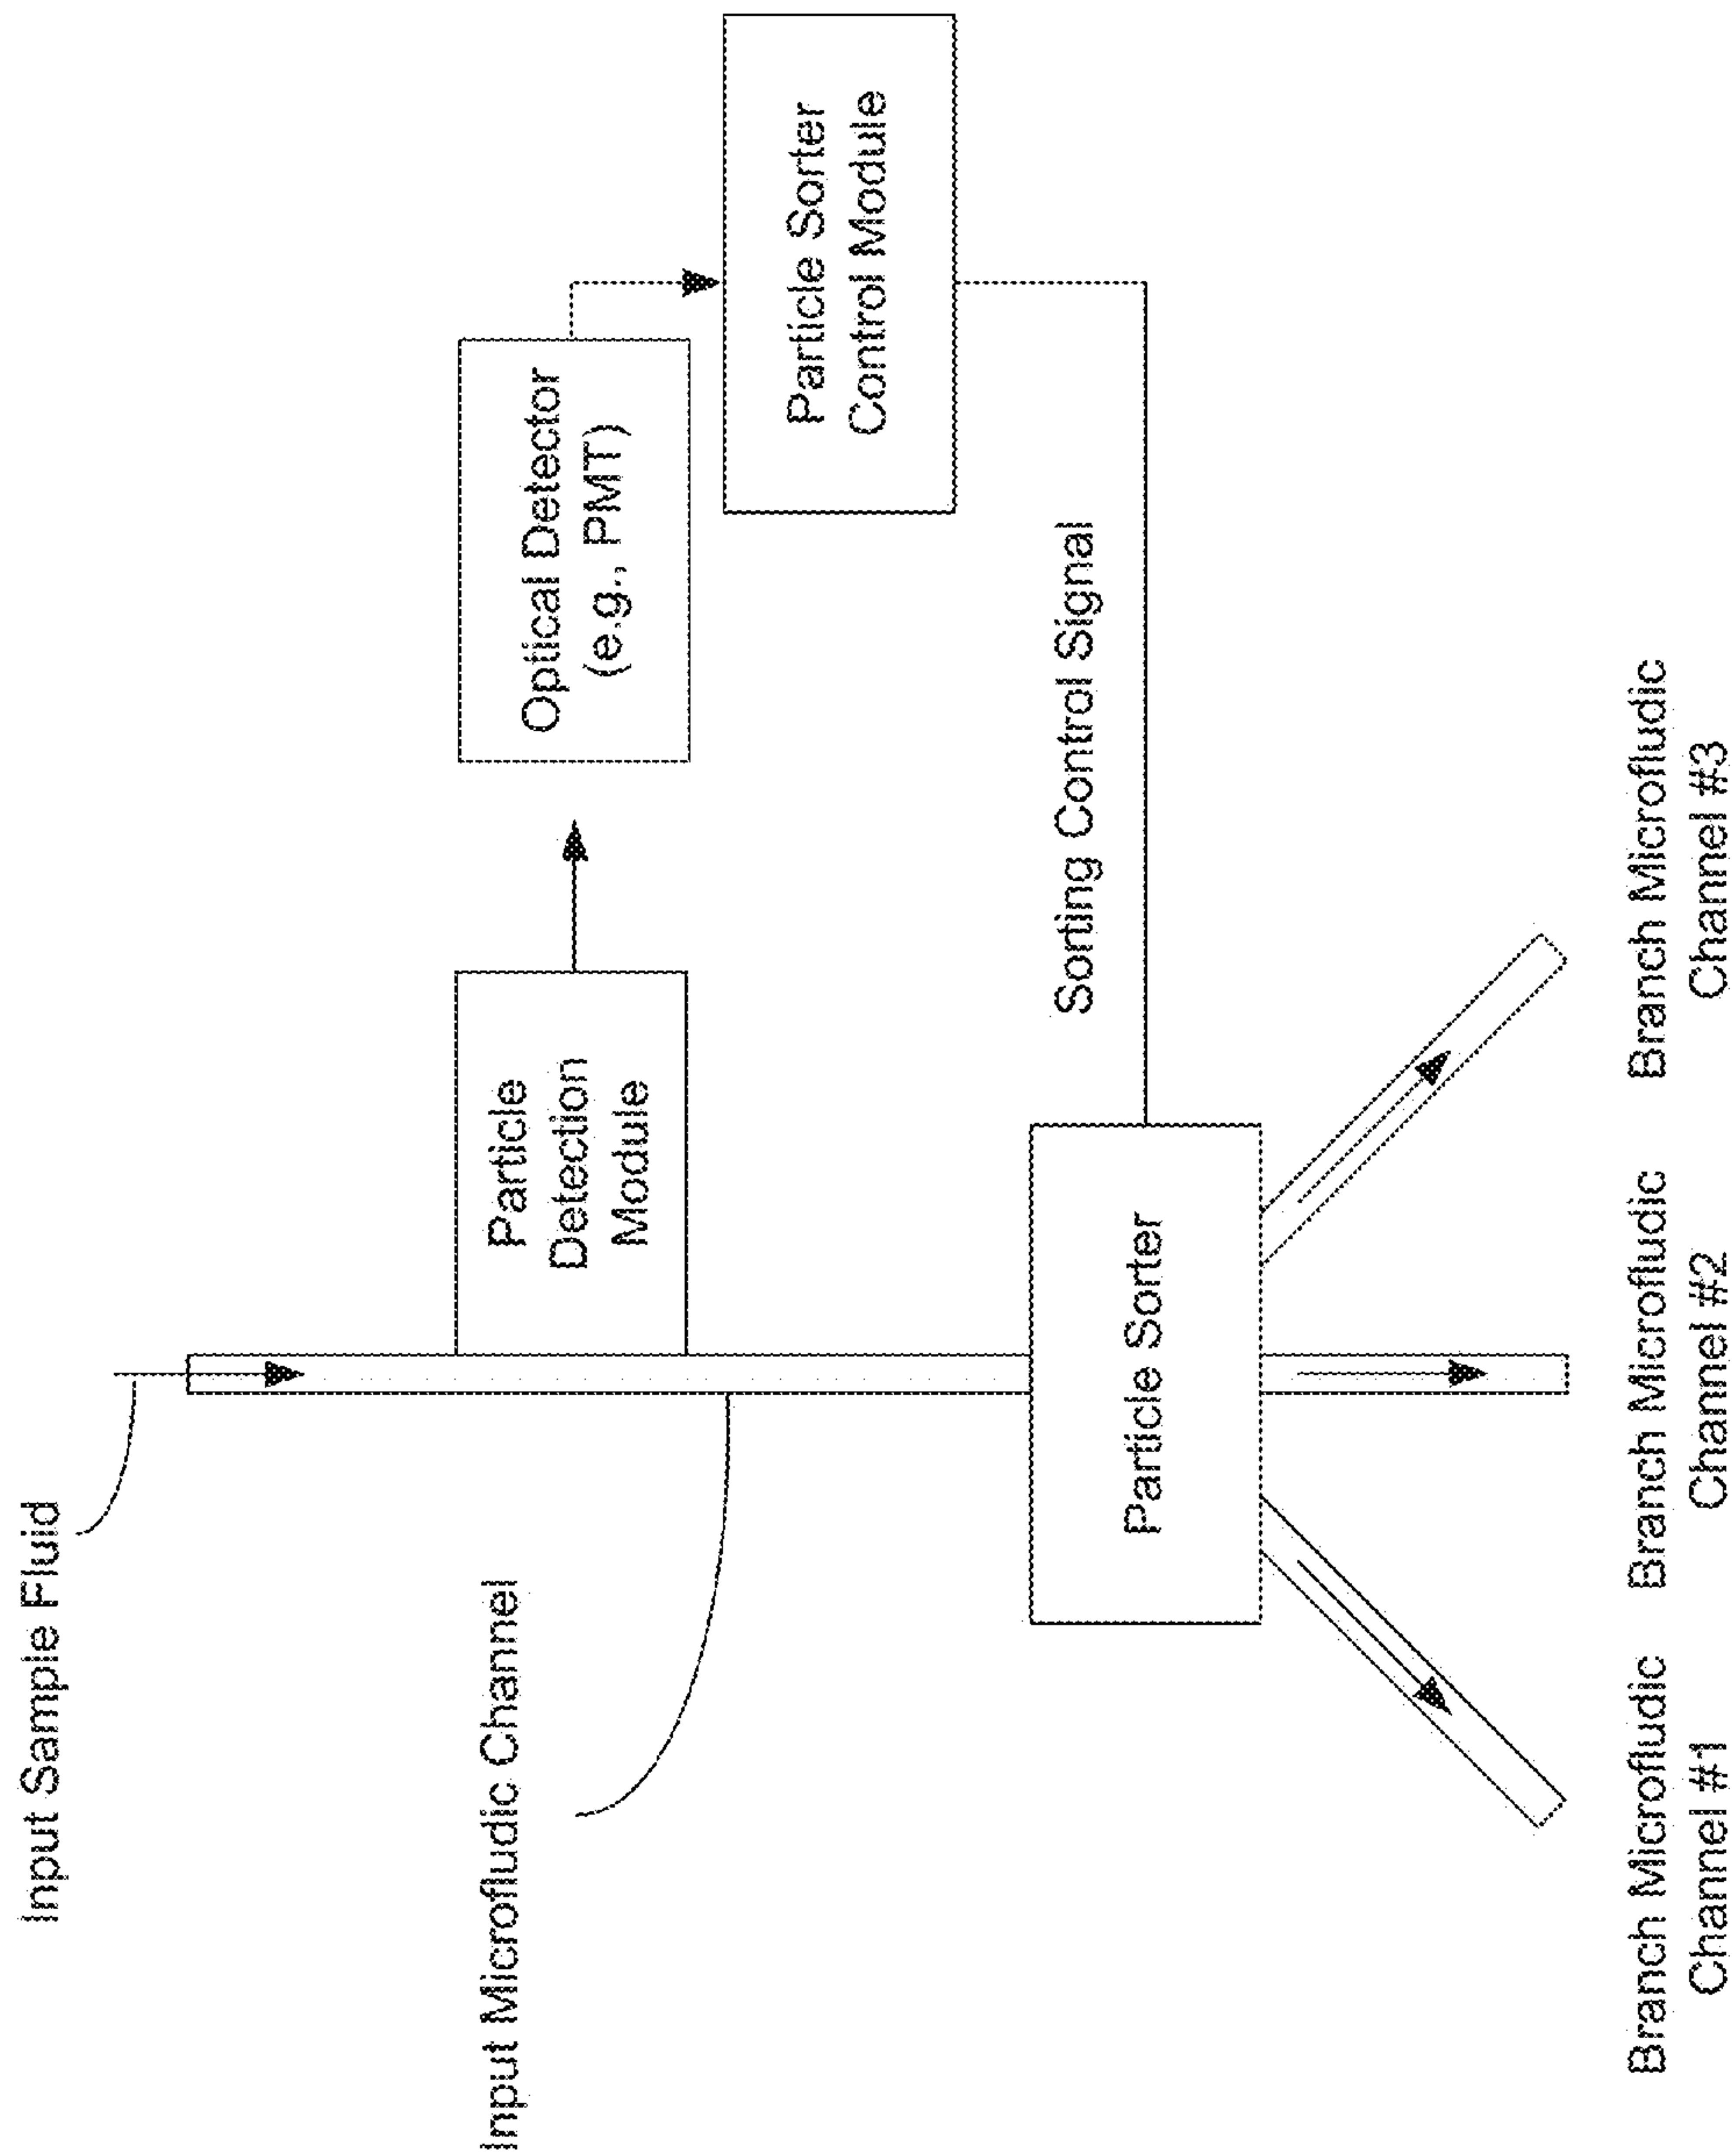 Input Sample Fluid
Input Microfludic Channel
Particle
Detection
Module
Optical Detector
(e.g., PMT)
Particle Sorter
Control Module
Sorting Control Signal
Particle Sorter
Branch Microfludic
Channel #1
Branch Microfludic
Channel #2
Branch Microfludic
Channel #3